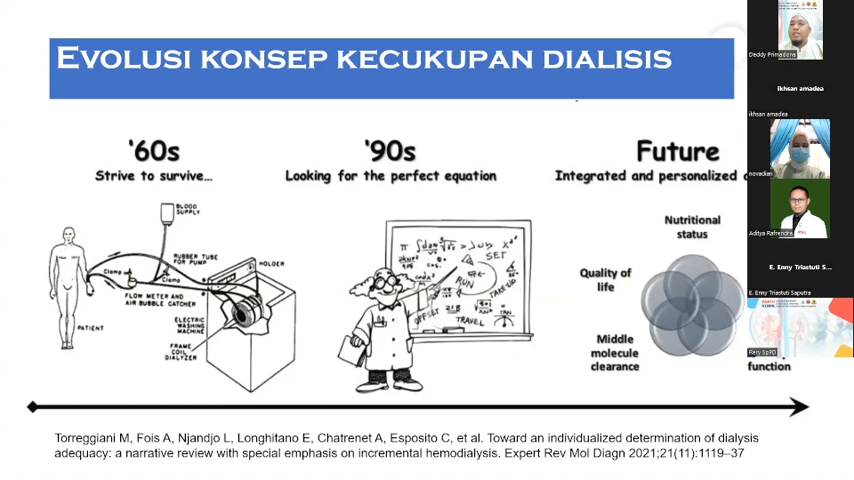 EVOLUSI KONSEP KECUKUPAN DIALISIS
'60s
Strive to survive...
'90s
Looking for the perfect equation
Future
Integrated and personalized
BLOOD
SUPPLY
RUBBER TUBE
FOR PUMP
HOLDER
Clamp
Clamp
FLOW METER AND
AIR BUBBLE CATCHER
ELECTRIC
WASHING
MACHINE
PATIENT
FRAME
COIL
DIALYZER
SET
RUN
OFFSET
TRAVEL
Nutritional
status
Quality of
life
Middle
molecule
clearance
function
Torreggiani M, Fois A, Njandjo L, Longhitano E, Chatrenet A, Esposito C, et al. Toward an individualized determination of dialysis
adequacy: a narrative review with special emphasis on incremental hemodialysis. Expert Rev Mol Diagn 2021;21(11):1119–37
Deddy Primadona
ikhsan amadea
ikhsan amadea
novadian
Aditya Rafrendra
E. Enny Triastuti S...
E. Enny Triastuti Saputra
Rery SpPD